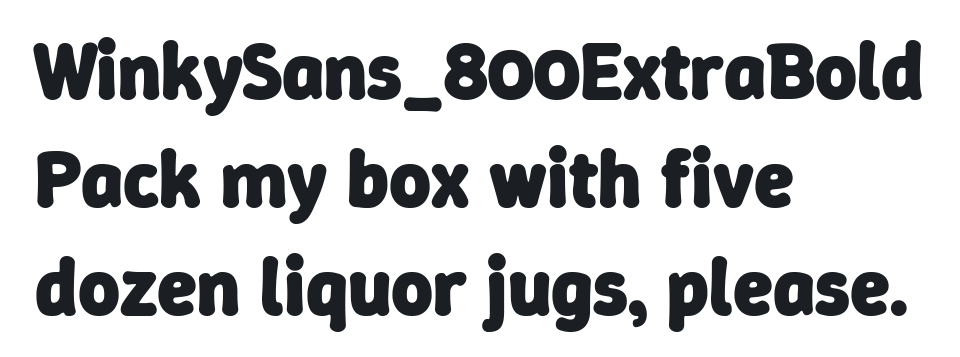 WinkySans_800ExtraBold
Pack my box with five
dozen liquor jugs, please.